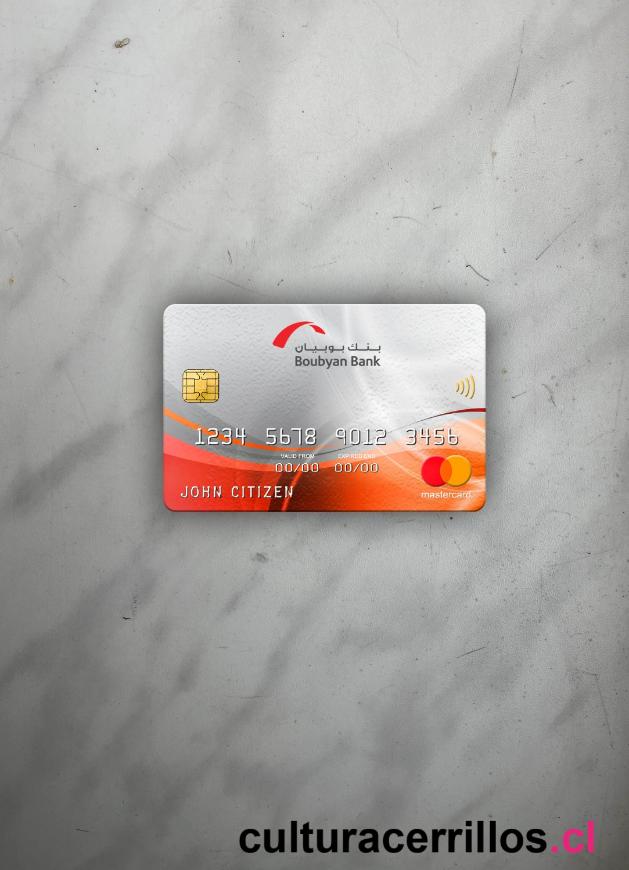 بنك بوبيان
Boubyan Bank
1234 5678 9012 3456
VALID FROM EXPIRES END
00/00 00/00
JOHN CITIZEN
mastercard
culturacerrillos.cl